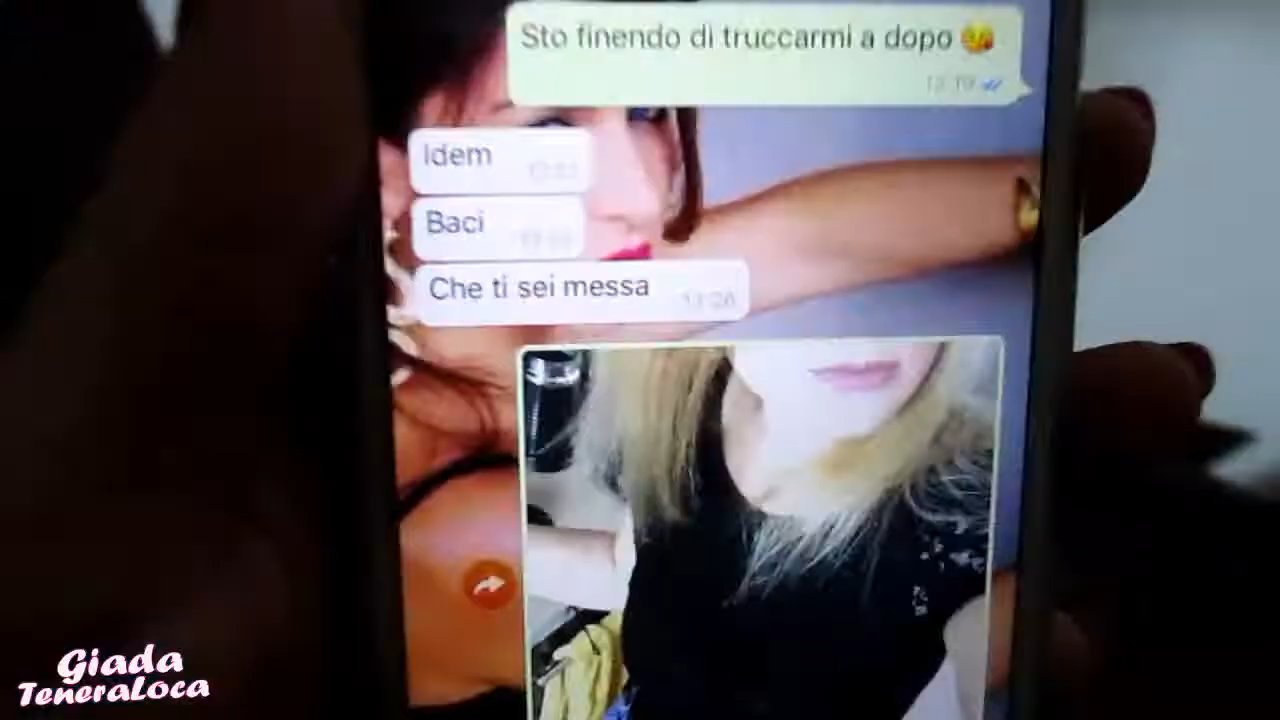 Sto finendo di truccarmi a dopo 😘
Idem
Baci
Che ti sei messa
Giada
TeneraLoca